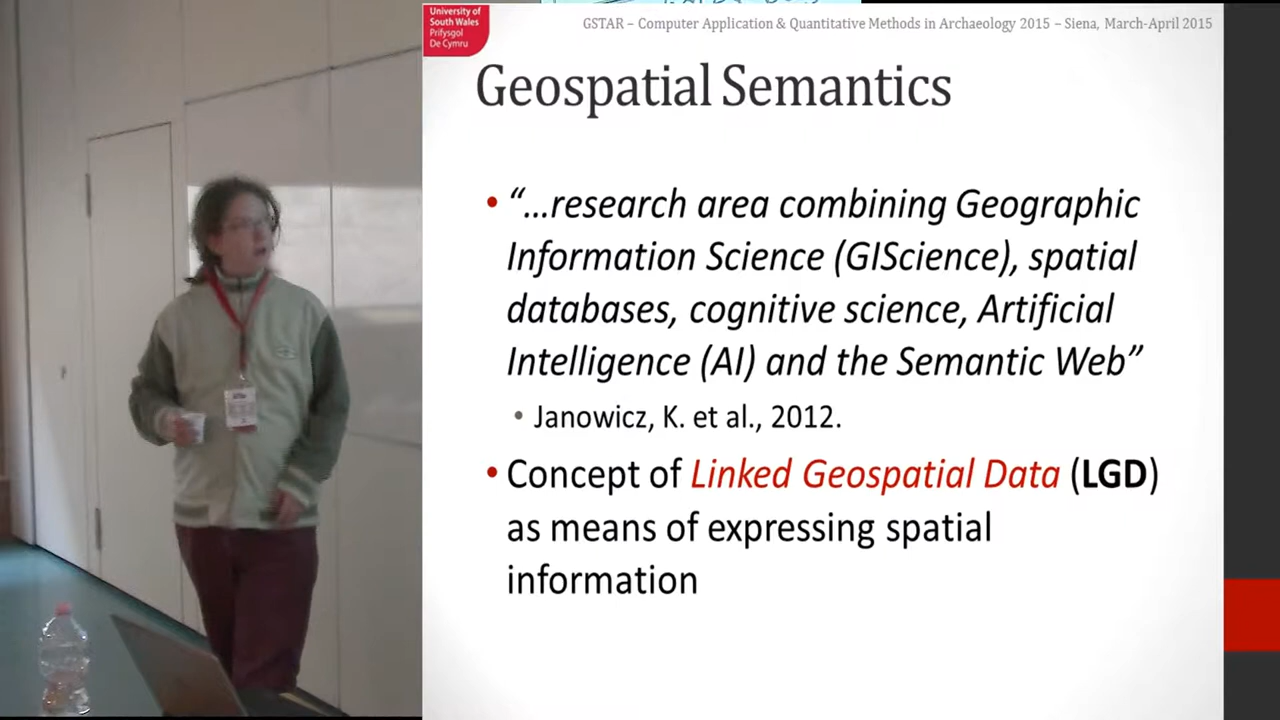 University of
South Wales
Prifysgol
De Cymru
GSTAR – Computer Application & Quantitative Methods in Archaeology 2015 – Siena, March-April 2015
Geospatial Semantics
• “...research area combining Geographic
Information Science (GIScience), spatial
databases, cognitive science, Artificial
Intelligence (AI) and the Semantic Web”
• Janowicz, K. et al., 2012.
• Concept of Linked Geospatial Data (LGD)
as means of expressing spatial
information